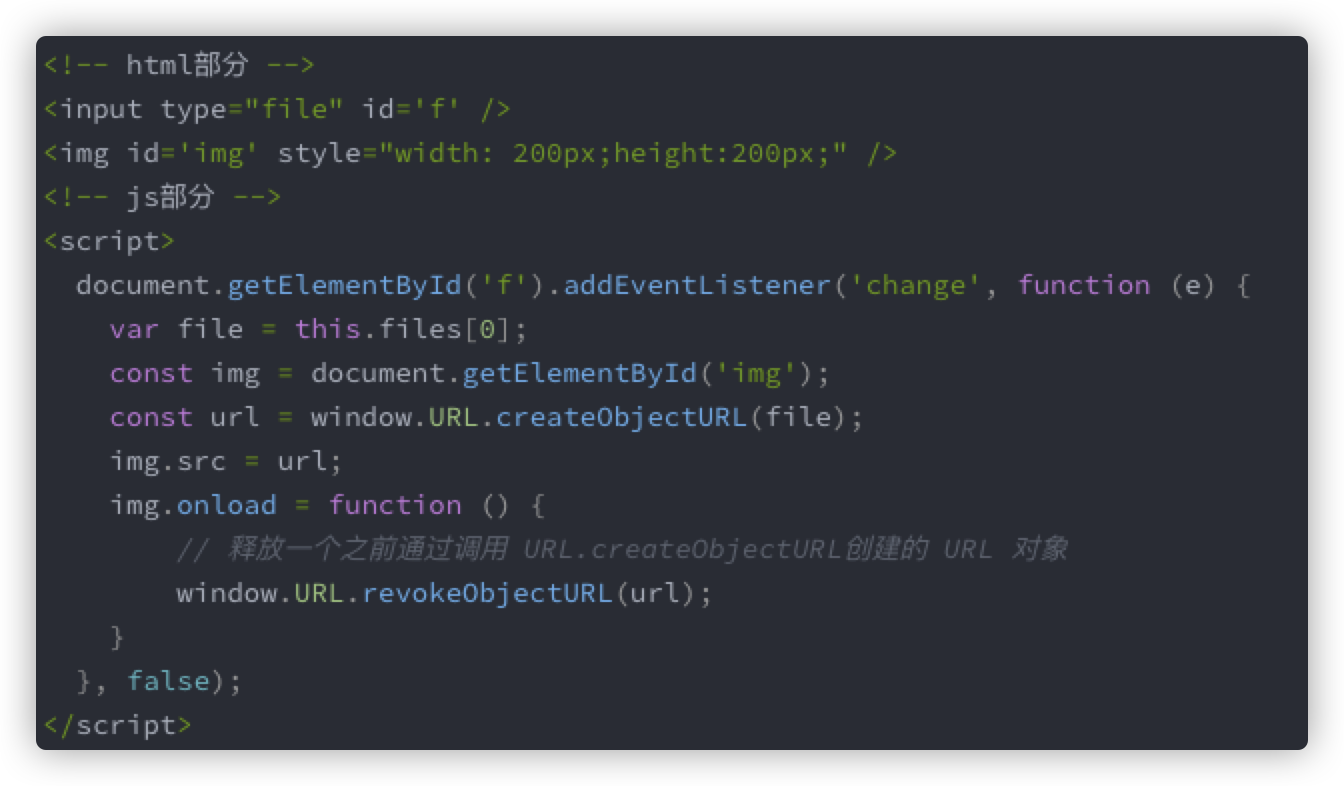 <!-- html部分 -->
<input type="file" id='f' />
<img id='img' style="width: 200px;height:200px;" />
<!-- js部分 -->
<script>
  document.getElementById('f').addEventListener('change', function (e) {
    var file = this.files[0];
    const img = document.getElementById('img');
    const url = window.URL.createObjectURL(file);
    img.src = url;
    img.onload = function () {
        // 释放一个之前通过调用 URL.createObjectURL创建的 URL 对象
        window.URL.revokeObjectURL(url);
    }
  }, false);
</script>